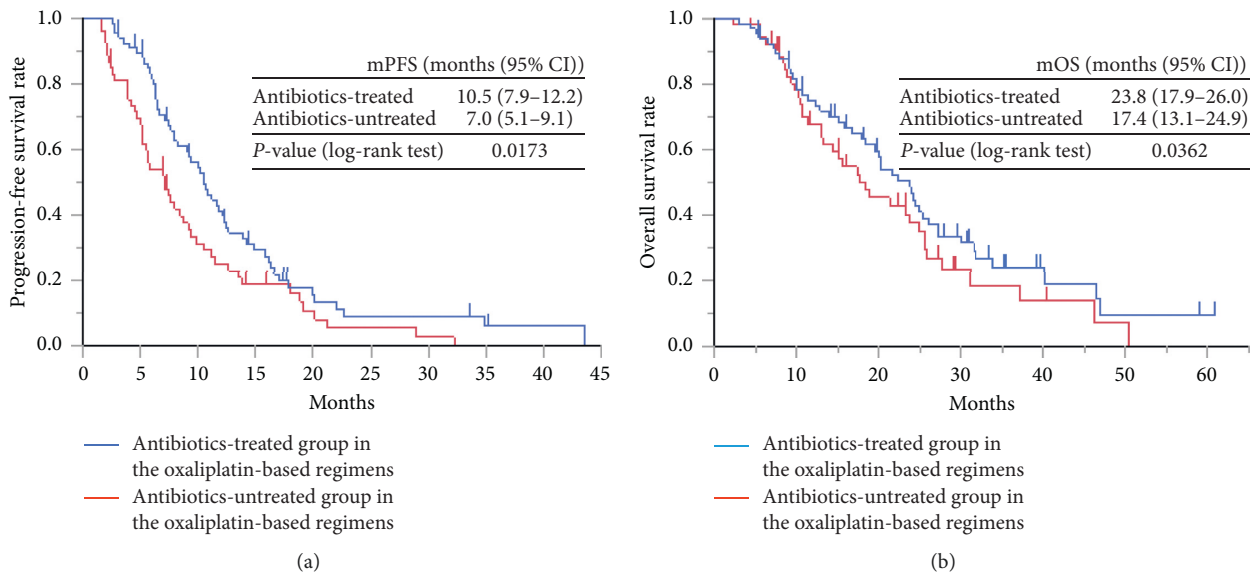 1.0
0.8
0.6
0.4
0.2
0.0
Progression-free survival rate
mPFS (months (95% CI))
Antibiotics-treated 10.5 (7.9–12.2)
Antibiotics-untreated 7.0 (5.1–9.1)
P-value (log-rank test) 0.0173
0 5 10 15 20 25 30 35 40 45
Months
Antibiotics-treated group in
the oxaliplatin-based regimens
Antibiotics-untreated group in
the oxaliplatin-based regimens
(a)
1.0
0.8
0.6
0.4
0.2
0.0
Overall survival rate
mOS (months (95% CI))
Antibiotics-treated 23.8 (17.9–26.0)
Antibiotics-untreated 17.4 (13.1–24.9)
P-value (log-rank test) 0.0362
0 10 20 30 40 50 60
Months
Antibiotics-treated group in
the oxaliplatin-based regimens
Antibiotics-untreated group in
the oxaliplatin-based regimens
(b)